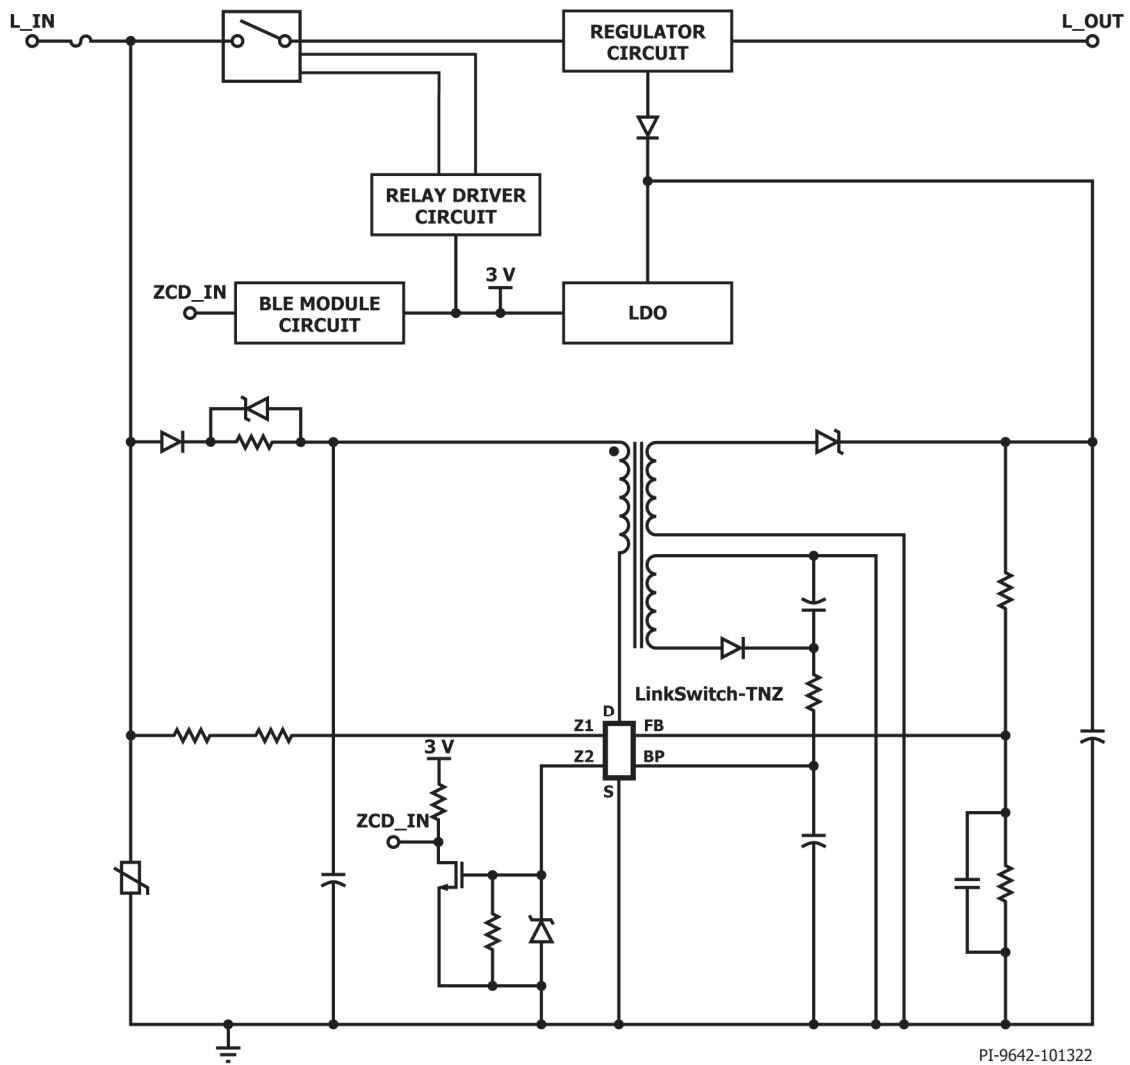 L_IN
REGULATOR
CIRCUIT
L_OUT
RELAY DRIVER
CIRCUIT
ZCD_IN
BLE MODULE
CIRCUIT
3 V
LDO
LinkSwitch-TNZ
D
Z1
FB
Z2
BP
S
3 V
ZCD_IN
PI-9642-101322